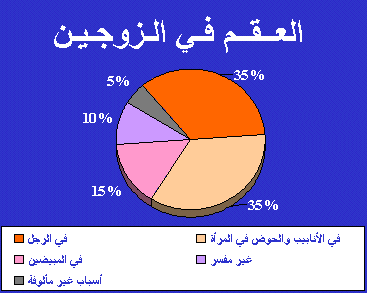 العقم في الزوجين
35%
5%
10%
15%
35%
في الرجل
في الأنابيب والحوض في المرأة
في المبيضين
غير مفسر
أسباب غير مألوفة